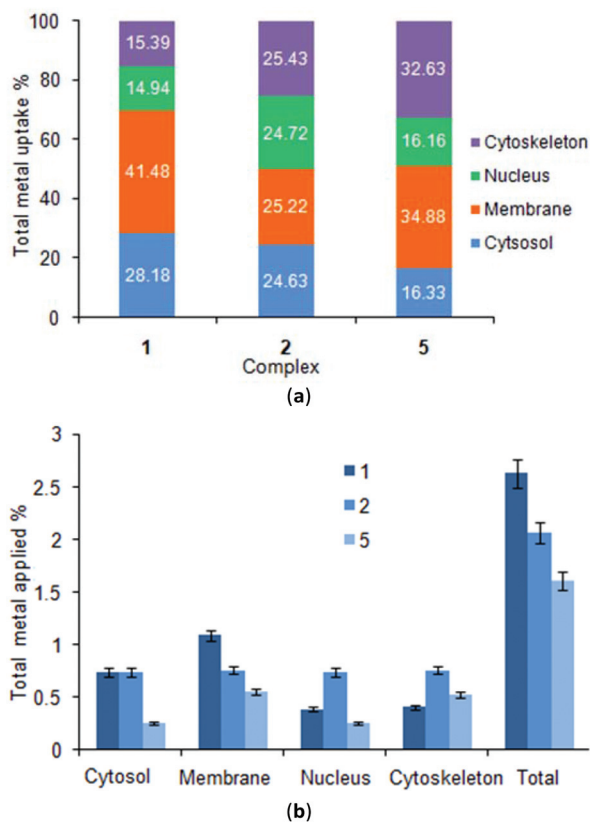 Total metal uptake %
100
80
60
40
20
0
15.39
14.94
41.48
28.18
25.43
24.72
25.22
24.63
32.63
16.16
34.88
16.33
Cytoskeleton
Nucleus
Membrane
Cytsosol
1 2 5
Complex
(a)
Total metal applied %
3
2.5
2
1.5
1
0.5
0
1
2
5
Cytosol Membrane Nucleus Cytoskeleton Total
(b)